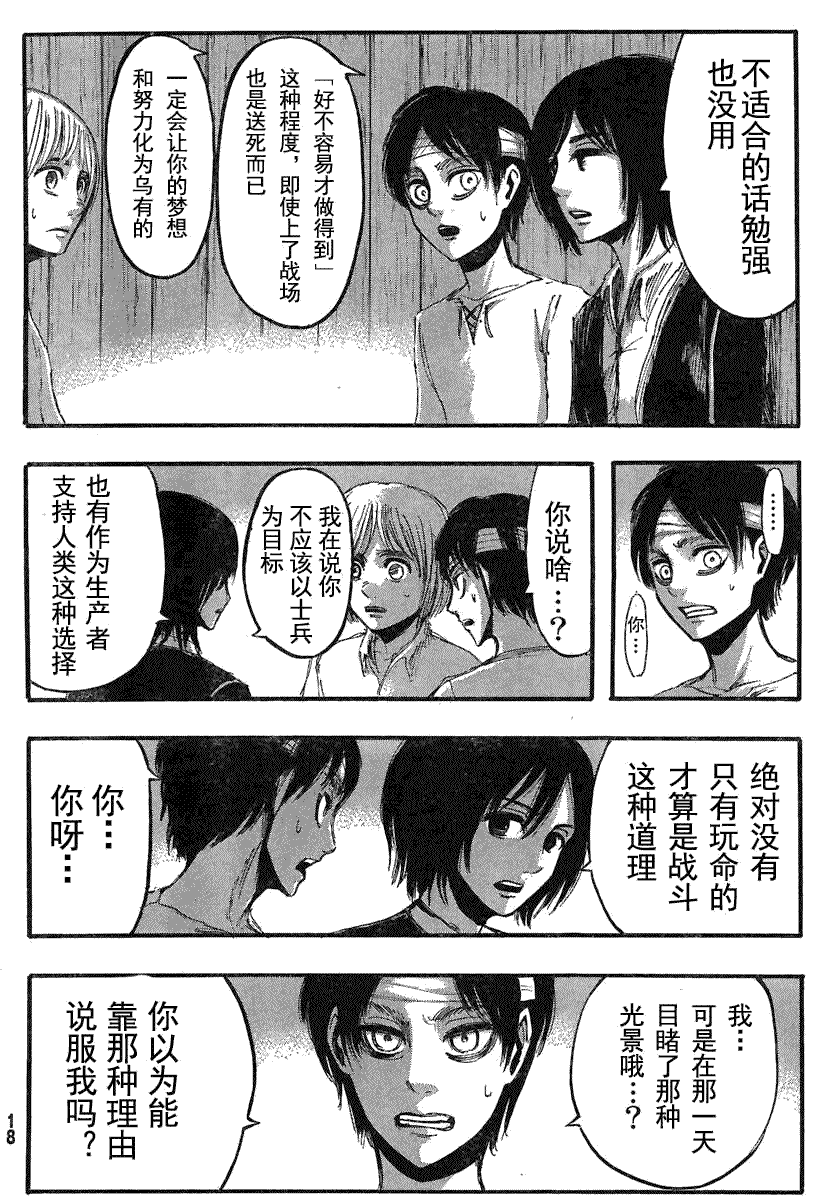 不适合的话勉强
也没用
「好不容易才做得到」
这种程度，即使上了战场
也是送死而已
一定会让你的梦想
和努力化为乌有的
……
你…
你说啥…？
我在说你
不应该以士兵
为目标
也有作为生产者
支持人类这种选择
绝对没有
只有玩命的
才算是战斗
这种道理
你…
你呀…
我…
可是在那一天
目睹了那种
光景哦…？
你以为能
靠那种理由
说服我吗？
18